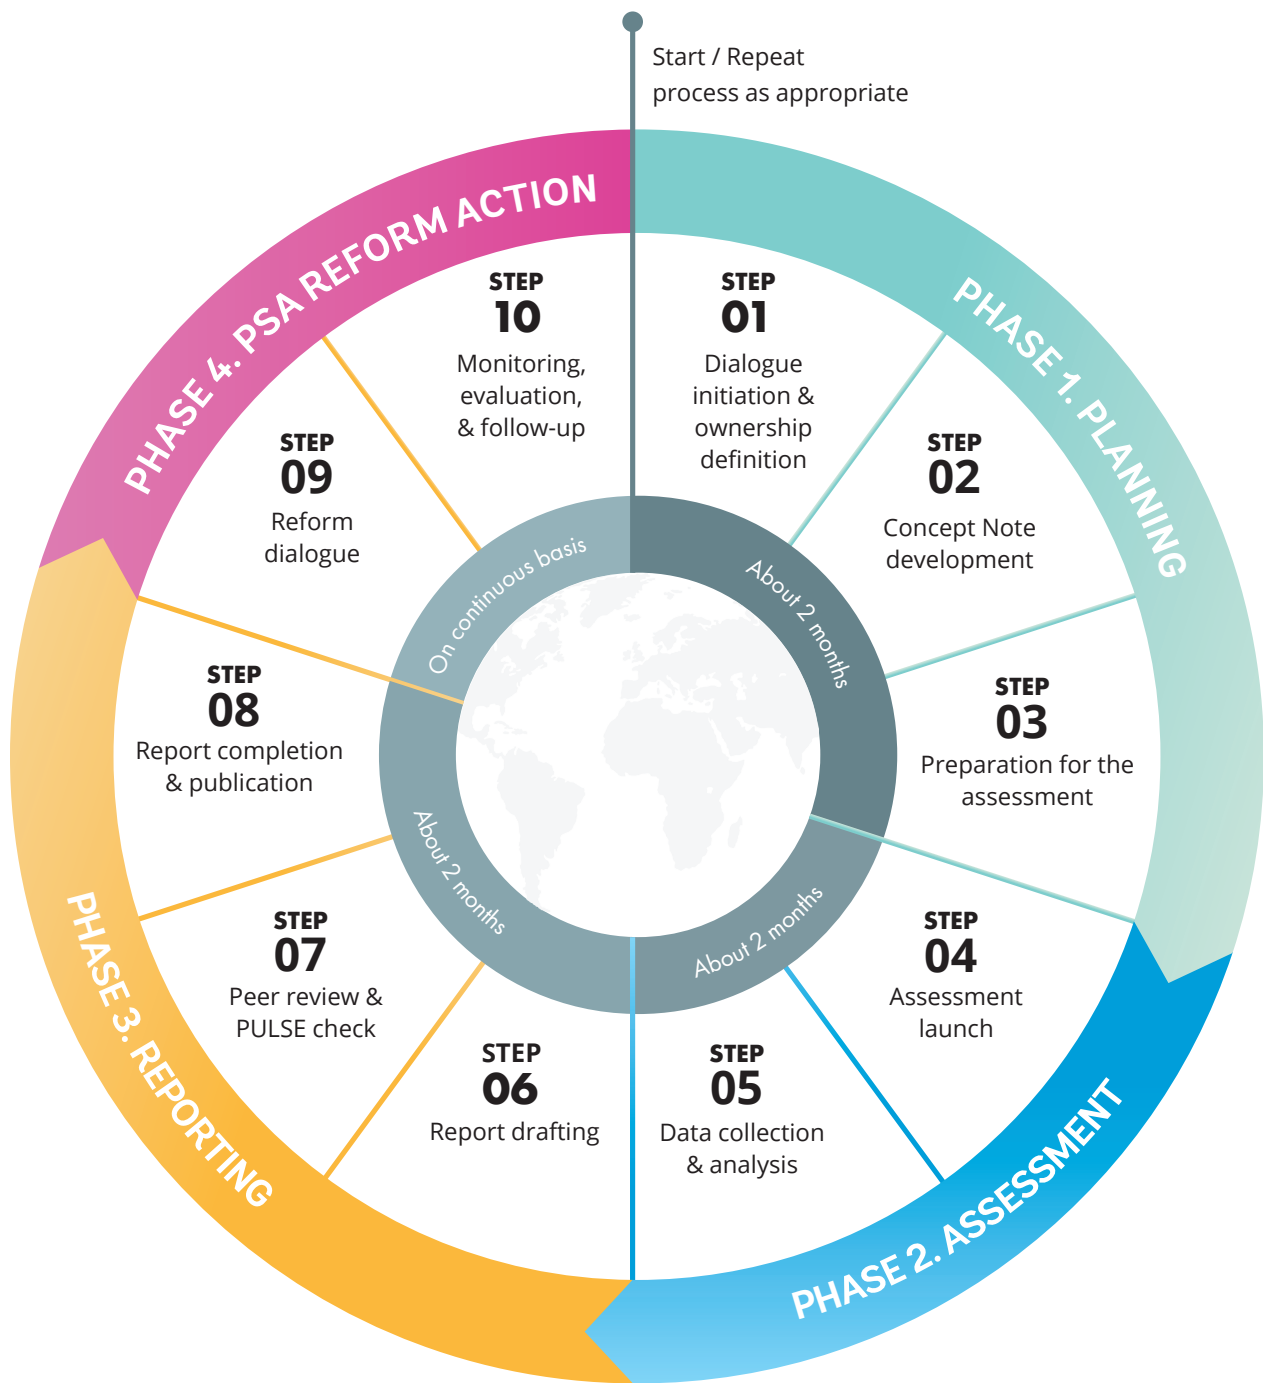 Start / Repeat
process as appropriate
PHASE 1. PLANNING
STEP
01
Dialogue
initiation &
ownership
definition
STEP
02
Concept Note
development
STEP
03
Preparation for the
assessment
About 2 months
PHASE 2. ASSESSMENT
STEP
04
Assessment
launch
STEP
05
Data collection
& analysis
About 2 months
PHASE 3. REPORTING
STEP
06
Report drafting
STEP
07
Peer review &
PULSE check
STEP
08
Report completion
& publication
About 2 months
PHASE 4. PSA REFORM ACTION
STEP
09
Reform
dialogue
STEP
10
Monitoring,
evaluation,
& follow-up
On continuous basis